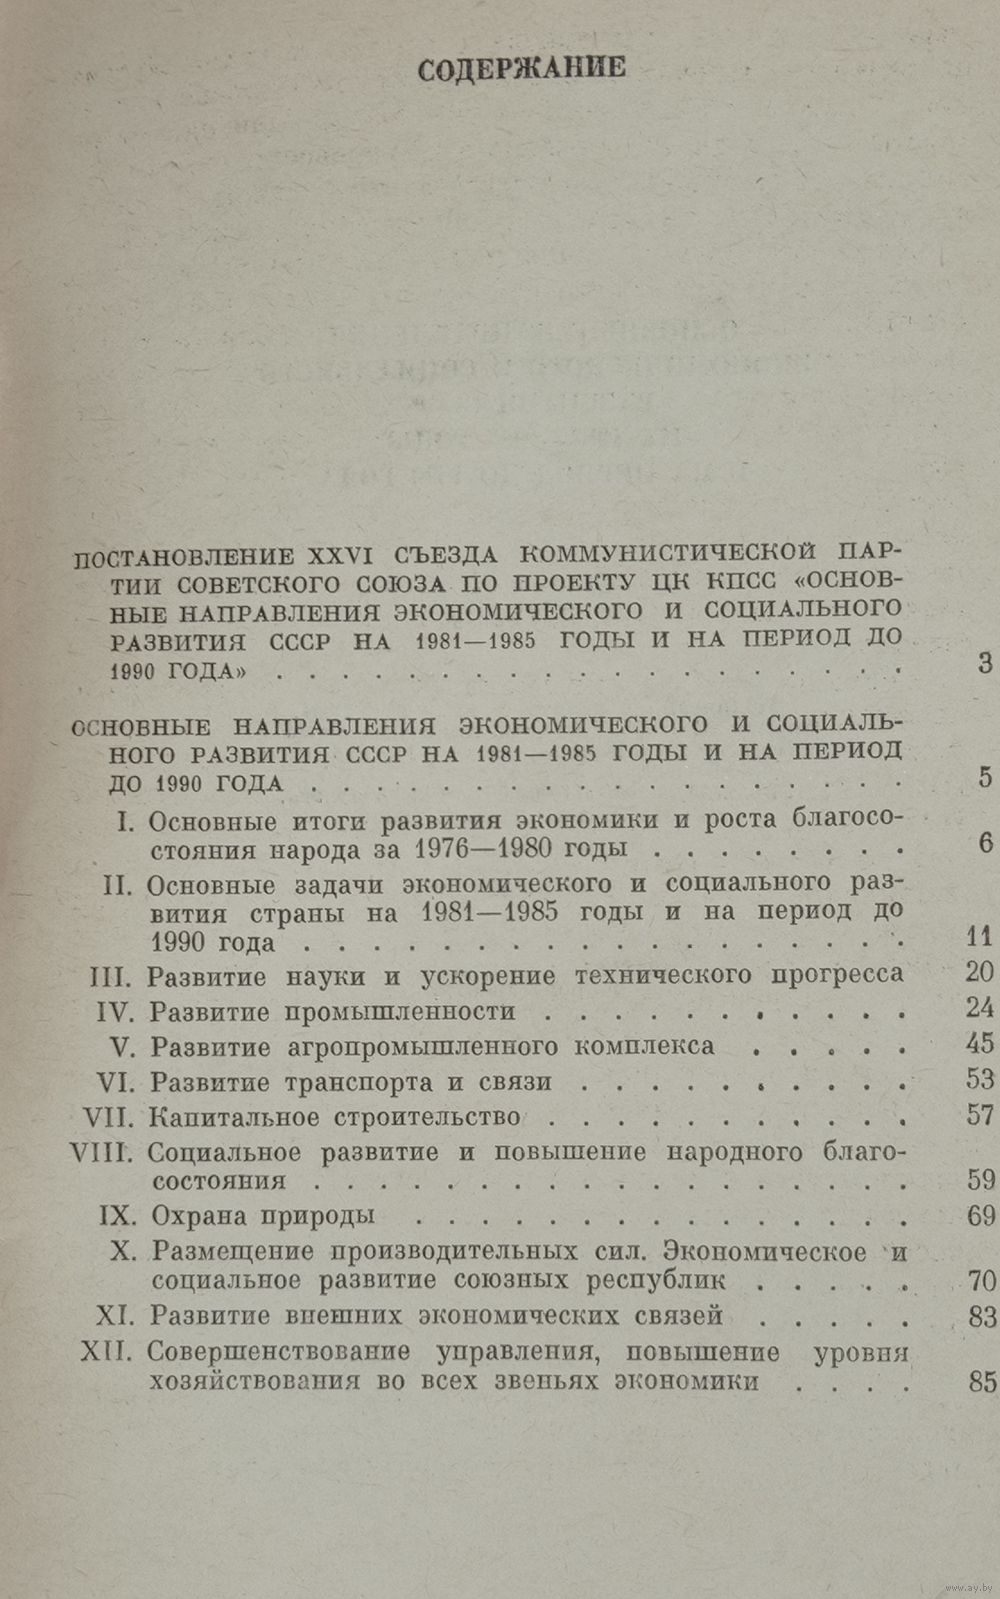 СОДЕРЖАНИЕ
ПОСТАНОВЛЕНИЕ XXVI СЪЕЗДА КОММУНИСТИЧЕСКОЙ ПАР-
ТИИ СОВЕТСКОГО СОЮЗА ПО ПРОЕКТУ ЦК КПСС «ОСНОВ-
НЫЕ НАПРАВЛЕНИЯ ЭКОНОМИЧЕСКОГО И СОЦИАЛЬНОГО
РАЗВИТИЯ СССР НА 1981—1985 ГОДЫ И НА ПЕРИОД ДО
1990 ГОДА» . . . . . . . . . . . . . . . . . . . 3
ОСНОВНЫЕ НАПРАВЛЕНИЯ ЭКОНОМИЧЕСКОГО И СОЦИАЛЬ-
НОГО РАЗВИТИЯ СССР НА 1981—1985 ГОДЫ И НА ПЕРИОД
ДО 1990 ГОДА . . . . . . . . . . . . . . . . . . 5
I. Основные итоги развития экономики и роста благосо-
стояния народа за 1976—1980 годы . . . . . . . . 6
II. Основные задачи экономического и социального раз-
вития страны на 1981—1985 годы и на период до
1990 года . . . . . . . . . . . . . . . . . . 11
III. Развитие науки и ускорение технического прогресса 20
IV. Развитие промышленности . . . . . . . . . . . 24
V. Развитие агропромышленного комплекса . . . . . 45
VI. Развитие транспорта и связи . . . . . . . . . . 53
VII. Капитальное строительство . . . . . . . . . . . 57
VIII. Социальное развитие и повышение народного благо-
состояния . . . . . . . . . . . . . . . . . . 59
IX. Охрана природы . . . . . . . . . . . . . . . 69
X. Размещение производительных сил. Экономическое и
социальное развитие союзных республик . . . . . 70
XI. Развитие внешних экономических связей . . . . . 83
XII. Совершенствование управления, повышение уровня
хозяйствования во всех звеньях экономики . . . . 85
www.ay.by